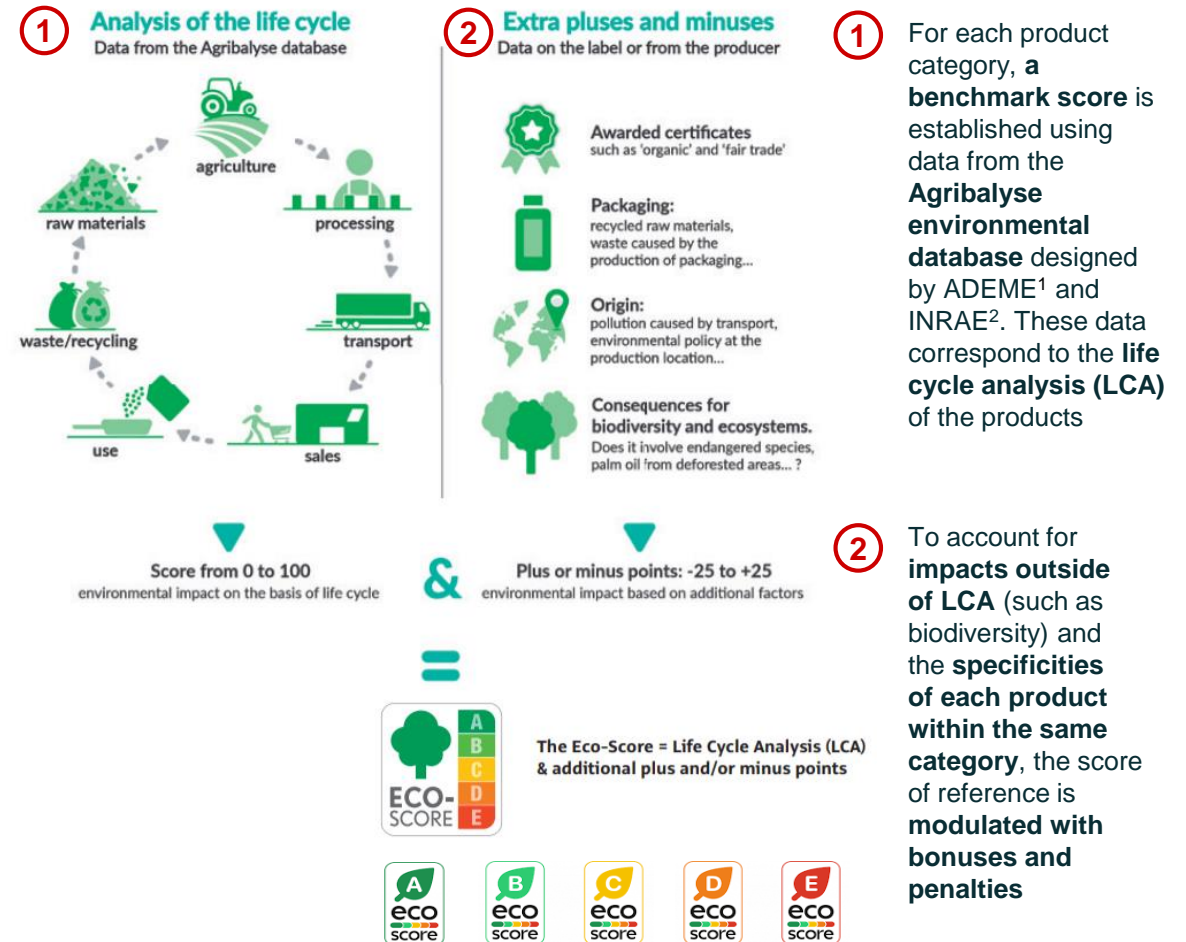 1
Analysis of the life cycle
Data from the Agribalyse database
agriculture
processing
transport
sales
use
waste/recycling
raw materials
2
Extra pluses and minuses
Data on the label or from the producer
Awarded certificates
such as 'organic' and 'fair trade'
Packaging:
recycled raw materials,
waste caused by the
production of packaging...
Origin:
pollution caused by transport,
environmental policy at the
production location...
Consequences for
biodiversity and ecosystems.
Does it involve endangered species,
palm oil from deforested areas... ?
Score from 0 to 100
environmental impact on the basis of life cycle
&
Plus or minus points: -25 to +25
environmental impact based on additional factors
=
A
B
C
D
E
ECO-
SCORE
The Eco-Score = Life Cycle Analysis (LCA)
& additional plus and/or minus points
A
eco
score
B
eco
score
C
eco
score
D
eco
score
E
eco
score
1
For each product
category, a
benchmark score is
established using
data from the
Agribalyse
environmental
database designed
by ADEME¹ and
INRAE². These data
correspond to the life
cycle analysis (LCA)
of the products
2
To account for
impacts outside
of LCA (such as
biodiversity) and
the specificities
of each product
within the same
category, the score
of reference is
modulated with
bonuses and
penalties